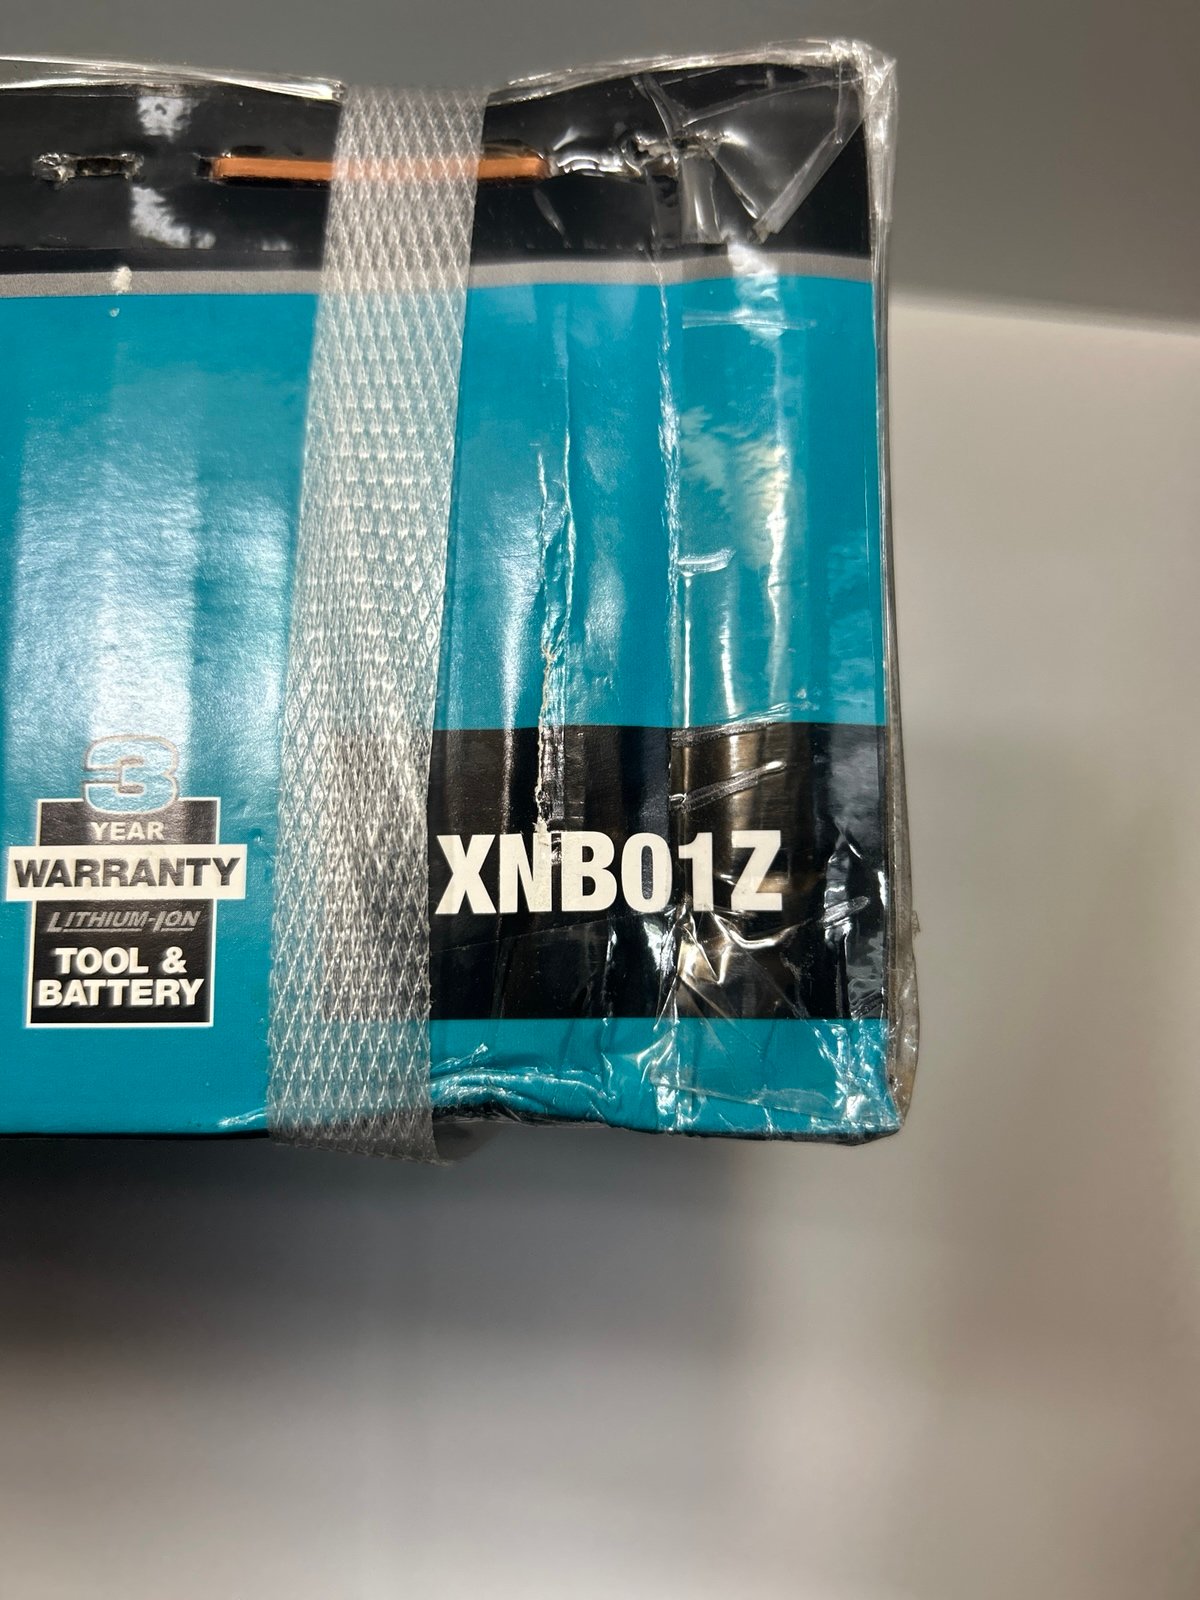 3
YEAR
WARRANTY
LITHIUM-ION
TOOL &
BATTERY
XNB01Z